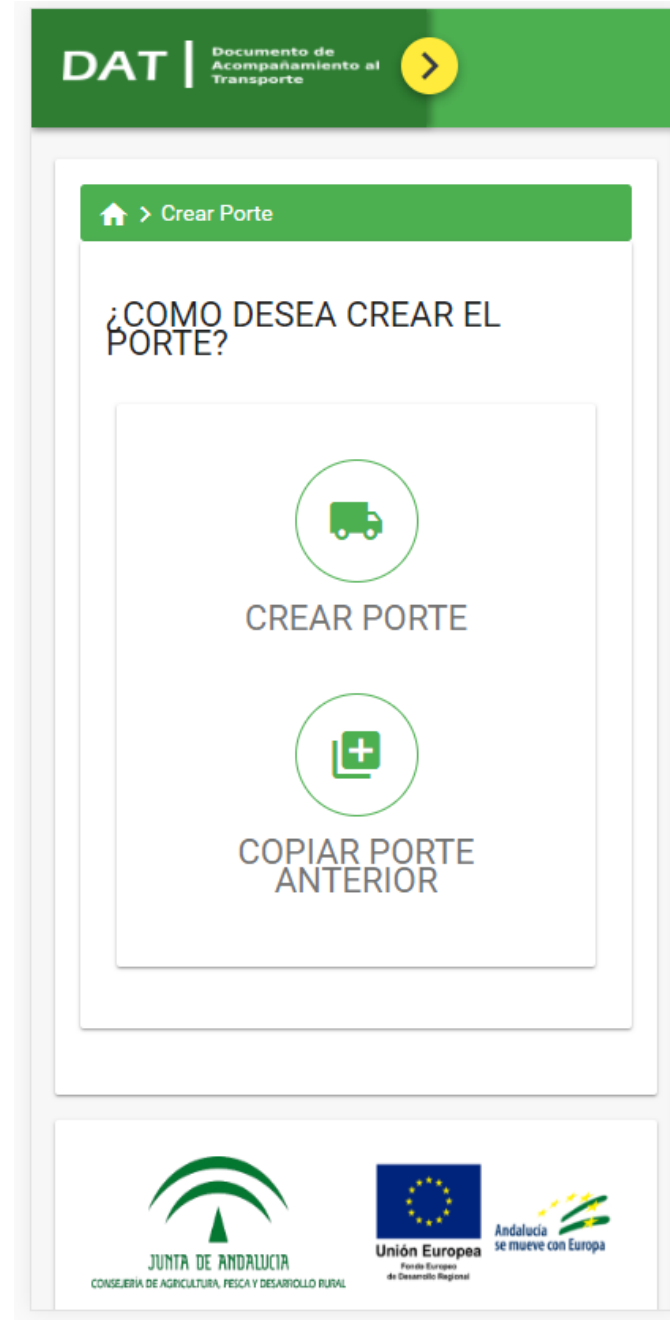 DAT
Documento de
Acompañamiento al
Transporte
Crear Porte
¿COMO DESEA CREAR EL
PORTE?
CREAR PORTE
COPIAR PORTE
ANTERIOR
JUNTA DE ANDALUCIA
CONSEJERÍA DE AGRICULTURA, PESCA Y DESARROLLO RURAL
Unión Europea
Fondo Europeo
de Desarrollo Regional
Andalucía
se mueve con Europa